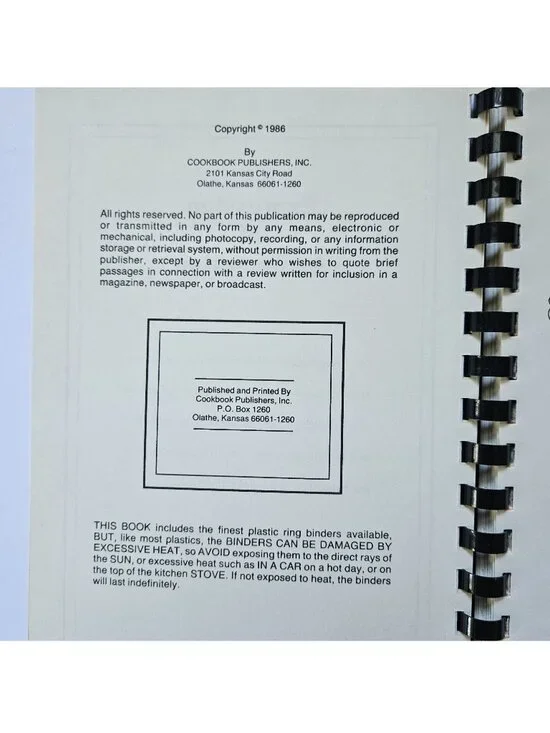 Copyright © 1986
By
COOKBOOK PUBLISHERS, INC.
2101 Kansas City Road
Olathe, Kansas 66061-1260
All rights reserved. No part of this publication may be reproduced
or transmitted in any form by any means, electronic or
mechanical, including photocopy, recording, or any information
storage or retrieval system, without permission in writing from the
publisher, except by a reviewer who wishes to quote brief
passages in connection with a review written for inclusion in a
magazine, newspaper, or broadcast.
Published and Printed By
Cookbook Publishers, Inc.
P.O. Box 1260
Olathe, Kansas 66061-1260
THIS BOOK includes the finest plastic ring binders available,
BUT, like most plastics, the BINDERS CAN BE DAMAGED BY
EXCESSIVE HEAT, so AVOID exposing them to the direct rays of
the SUN, or excessive heat such as IN A CAR on a hot day, or on
the top of the kitchen STOVE. If not exposed to heat, the binders
will last indefinitely.